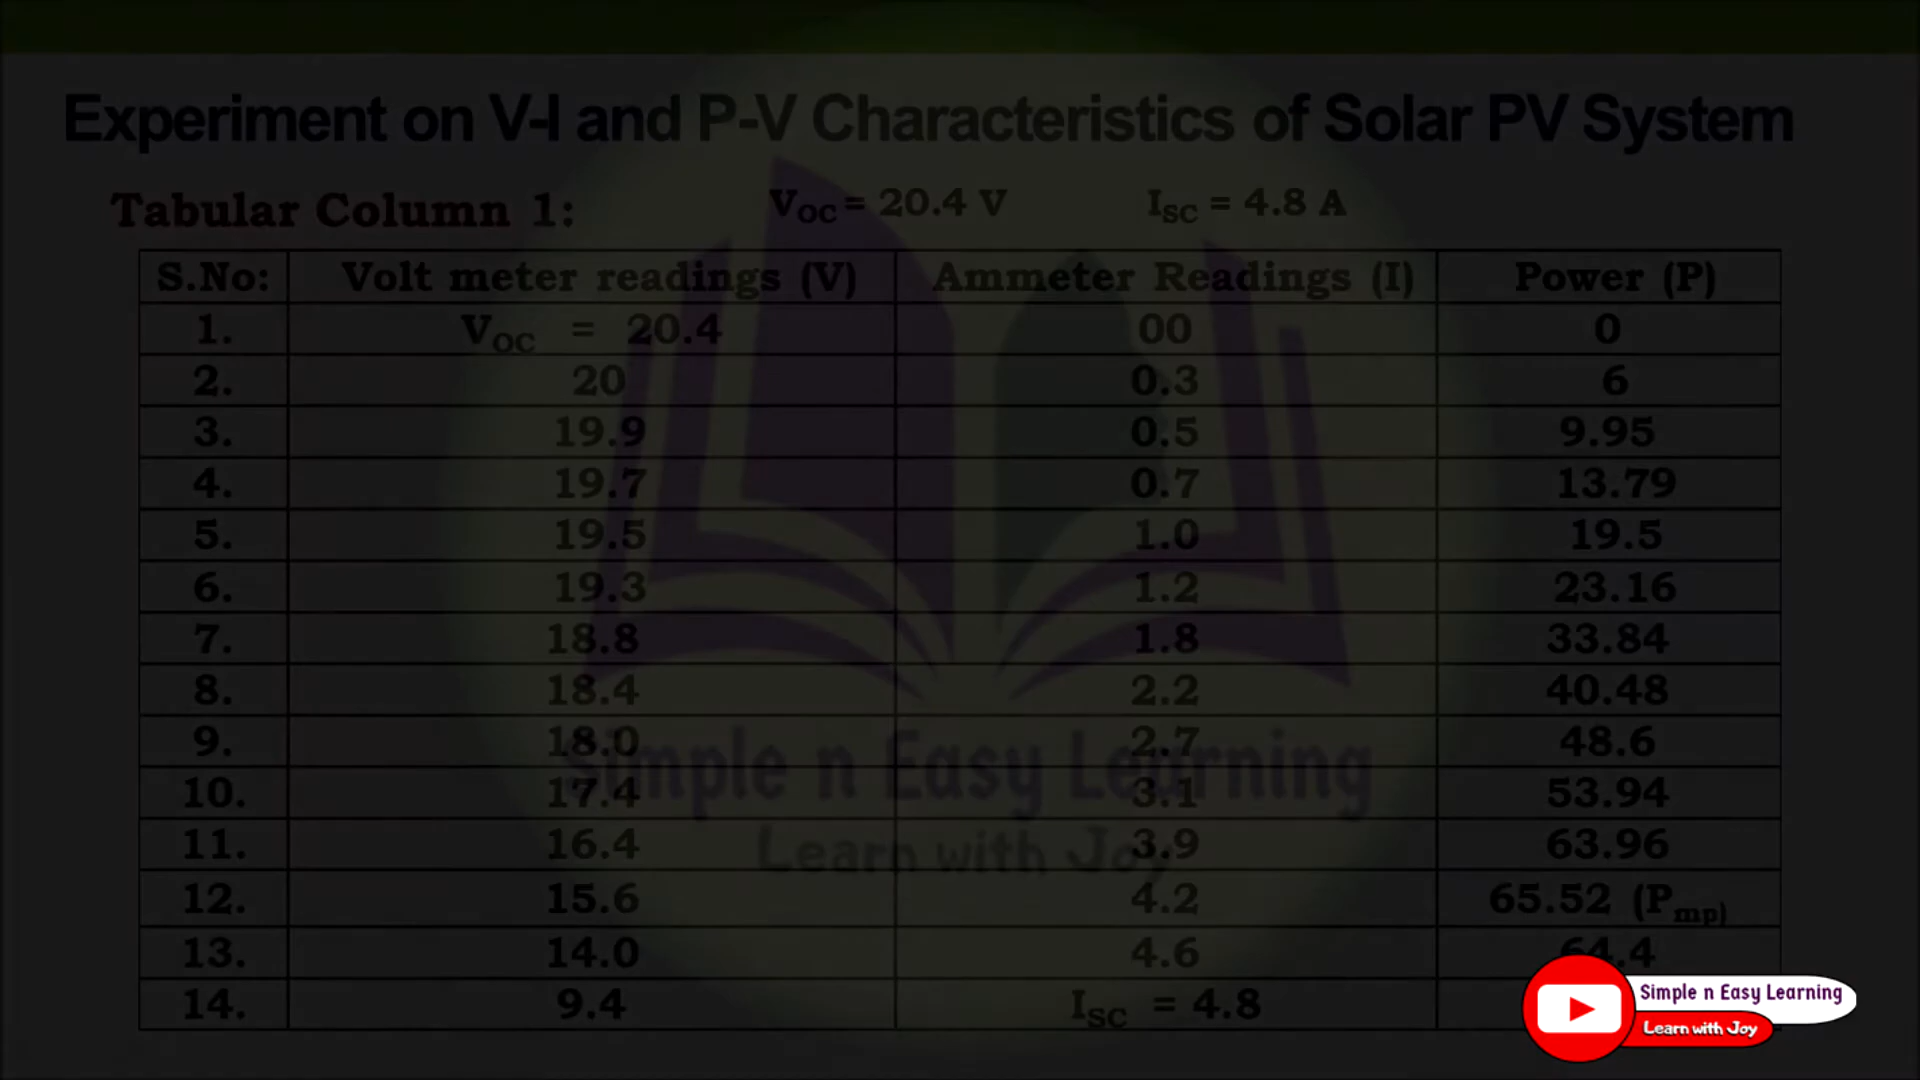 Experiment on V-I and P-V Characteristics of Solar PV System
Tabular Column 1: VOC = 20.4 V ISC = 4.8 A
S.No: Volt meter readings (V) Ammeter Readings (I) Power (P)
1. VOC = 20.4 00 0
2. 20 0.3 6
3. 19.9 0.5 9.95
4. 19.7 0.7 13.79
5. 19.5 1.0 19.5
6. 19.3 1.2 23.16
7. 18.8 1.8 33.84
8. 18.4 2.2 40.48
9. 18.0 2.7 48.6
10. 17.4 3.1 53.94
11. 16.4 3.9 63.96
12. 15.6 4.2 65.52 (Pmp)
13. 14.0 4.6 64.4
14. 9.4 ISC = 4.8
Simple n Easy Learning
Learn with Joy
Simple n Easy Learning
Learn with Joy